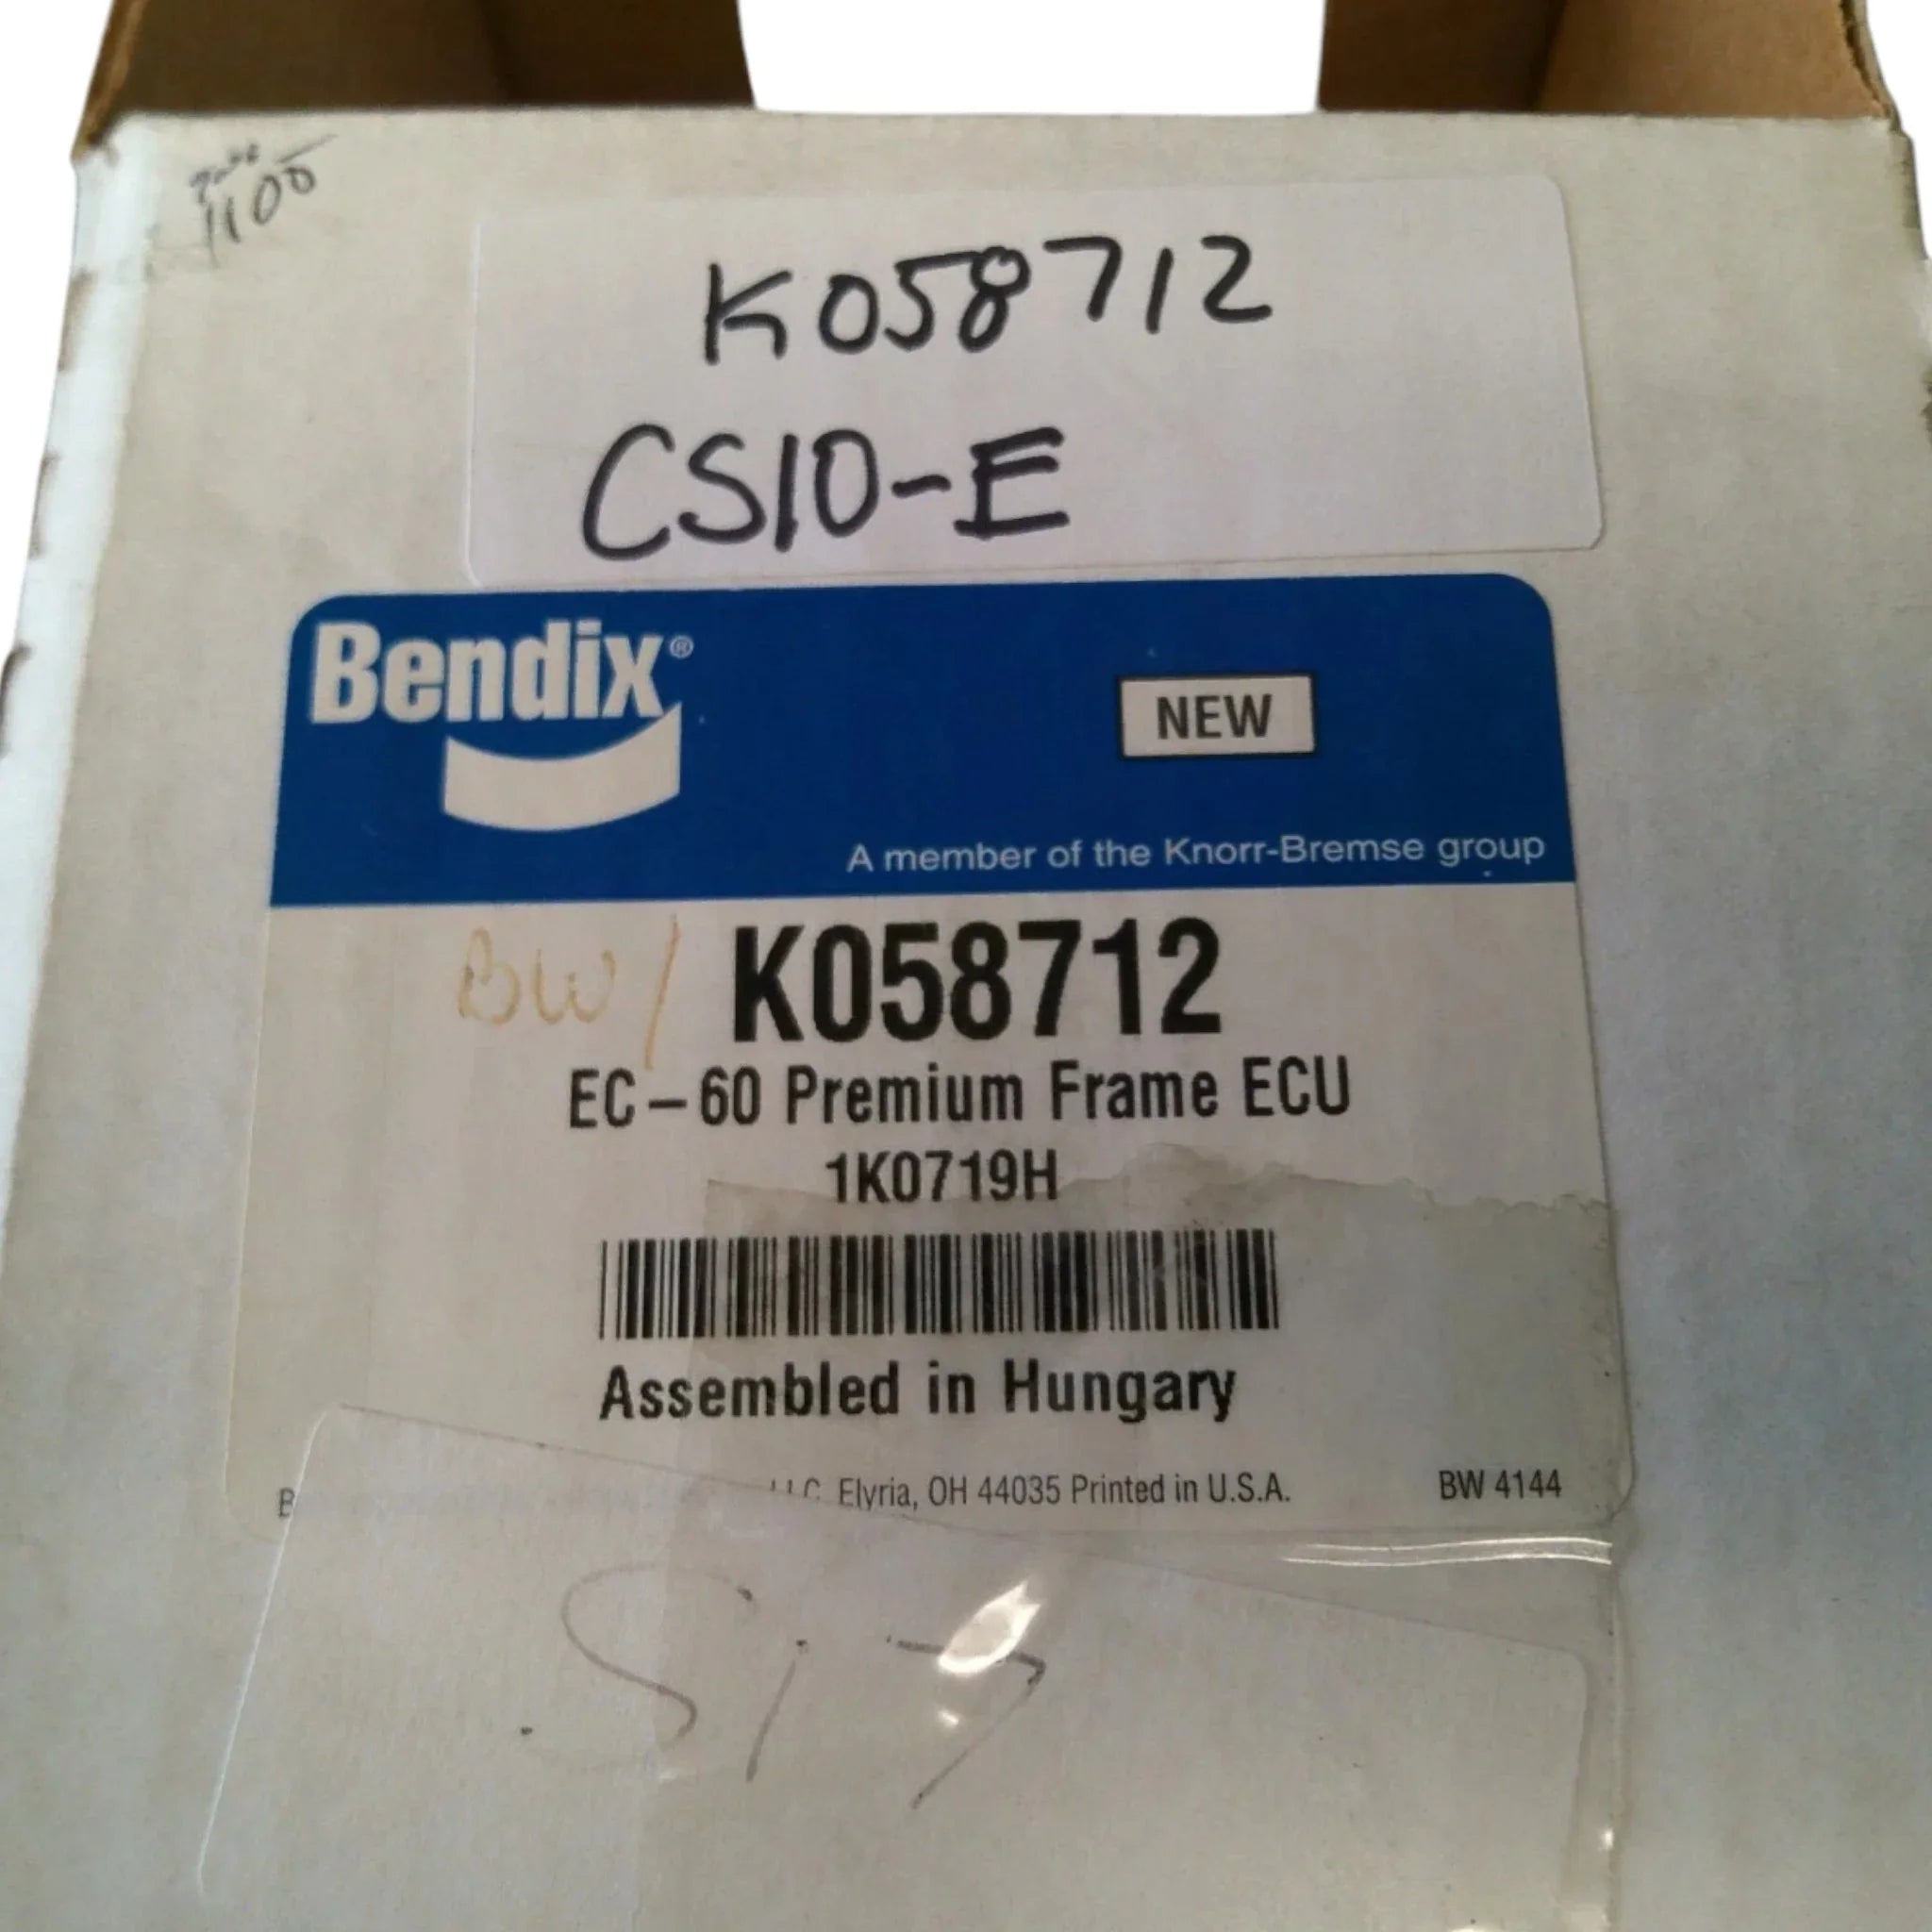 1100
K058712
CS10-E
Bendix®
NEW
A member of the Knorr-Bremse group
BW/ K058712
EC-60 Premium Frame ECU
1K0719H
Assembled in Hungary
LLC Elyria, OH 44035 Printed in U.S.A. BW 4144